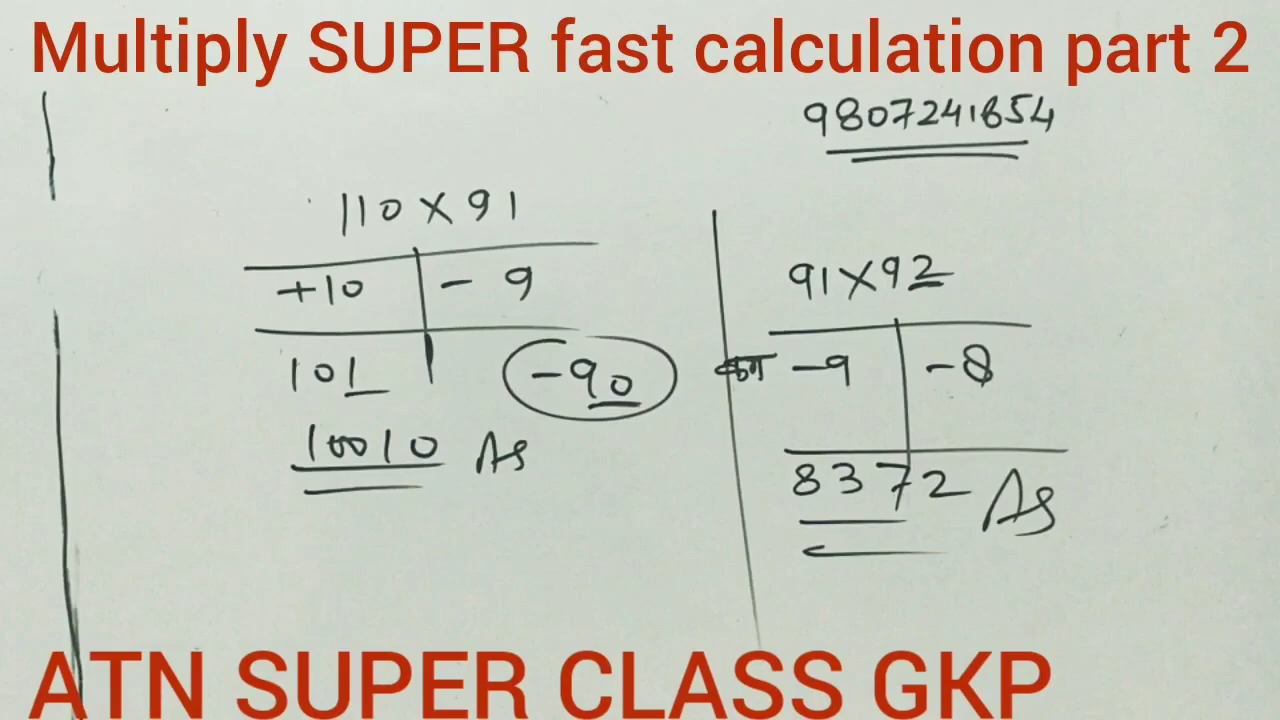 Multiply SUPER fast calculation part 2
9807241654
110 × 91
+10 | - 9
101 | -90
10010 As
91×92
कम -9 | -8
8372 As
ATN SUPER CLASS GKP